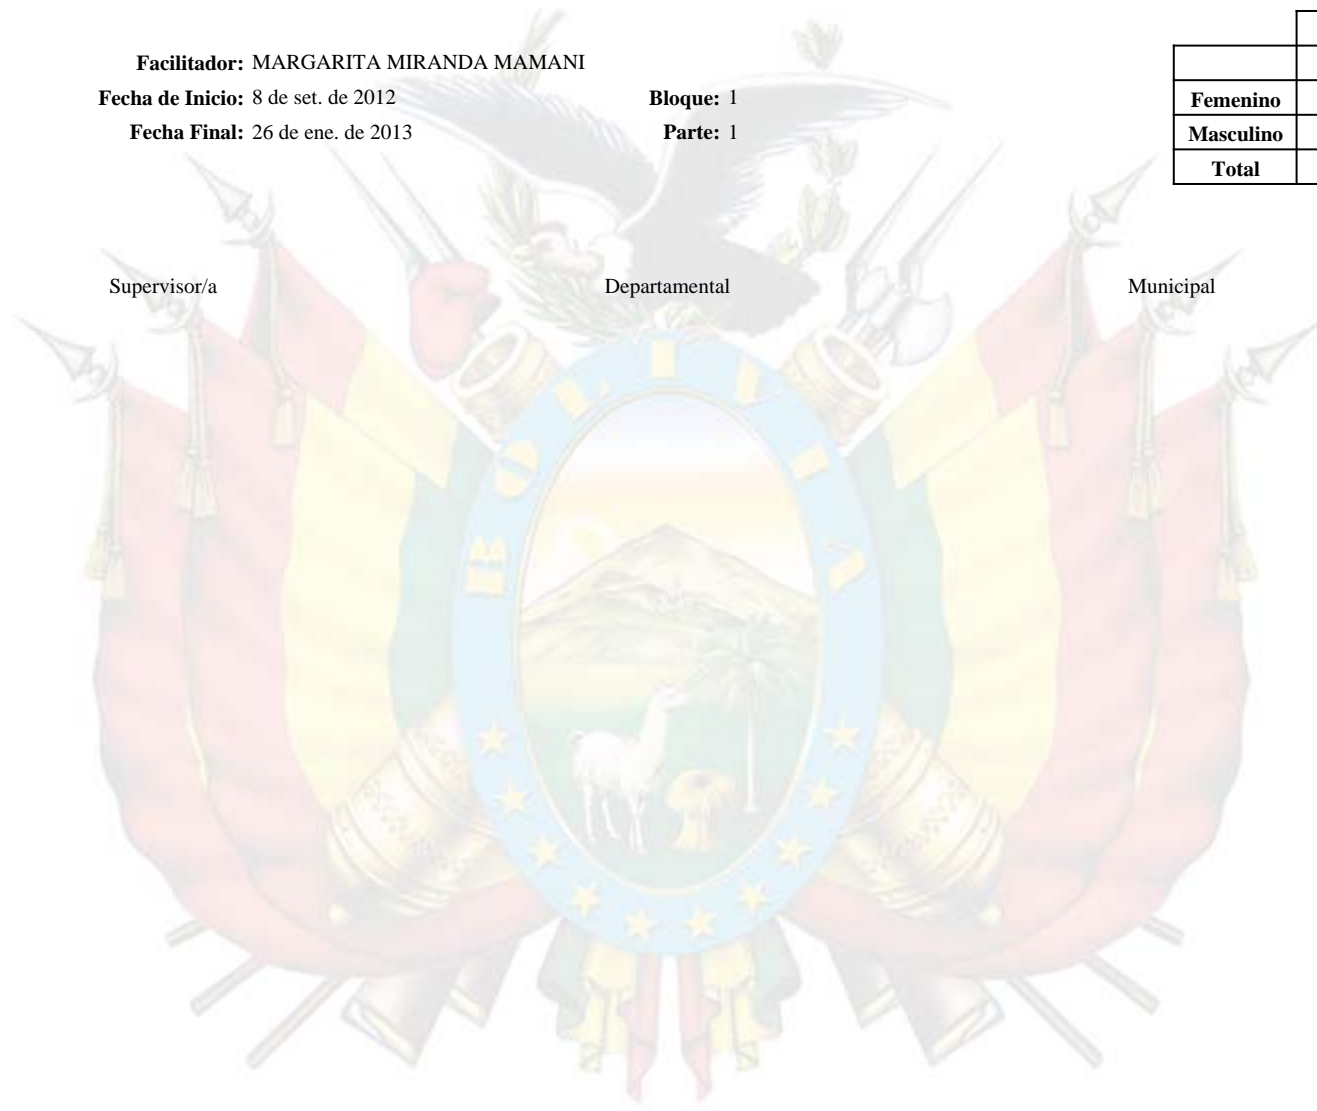 Facilitador: MARGARITA MIRANDA MAMANI
Fecha de Inicio: 8 de set. de 2012 Bloque: 1
Fecha Final: 26 de ene. de 2013 Parte: 1
Femenino
Masculino
Total
Supervisor/a Departamental Municipal
BOLIVIA